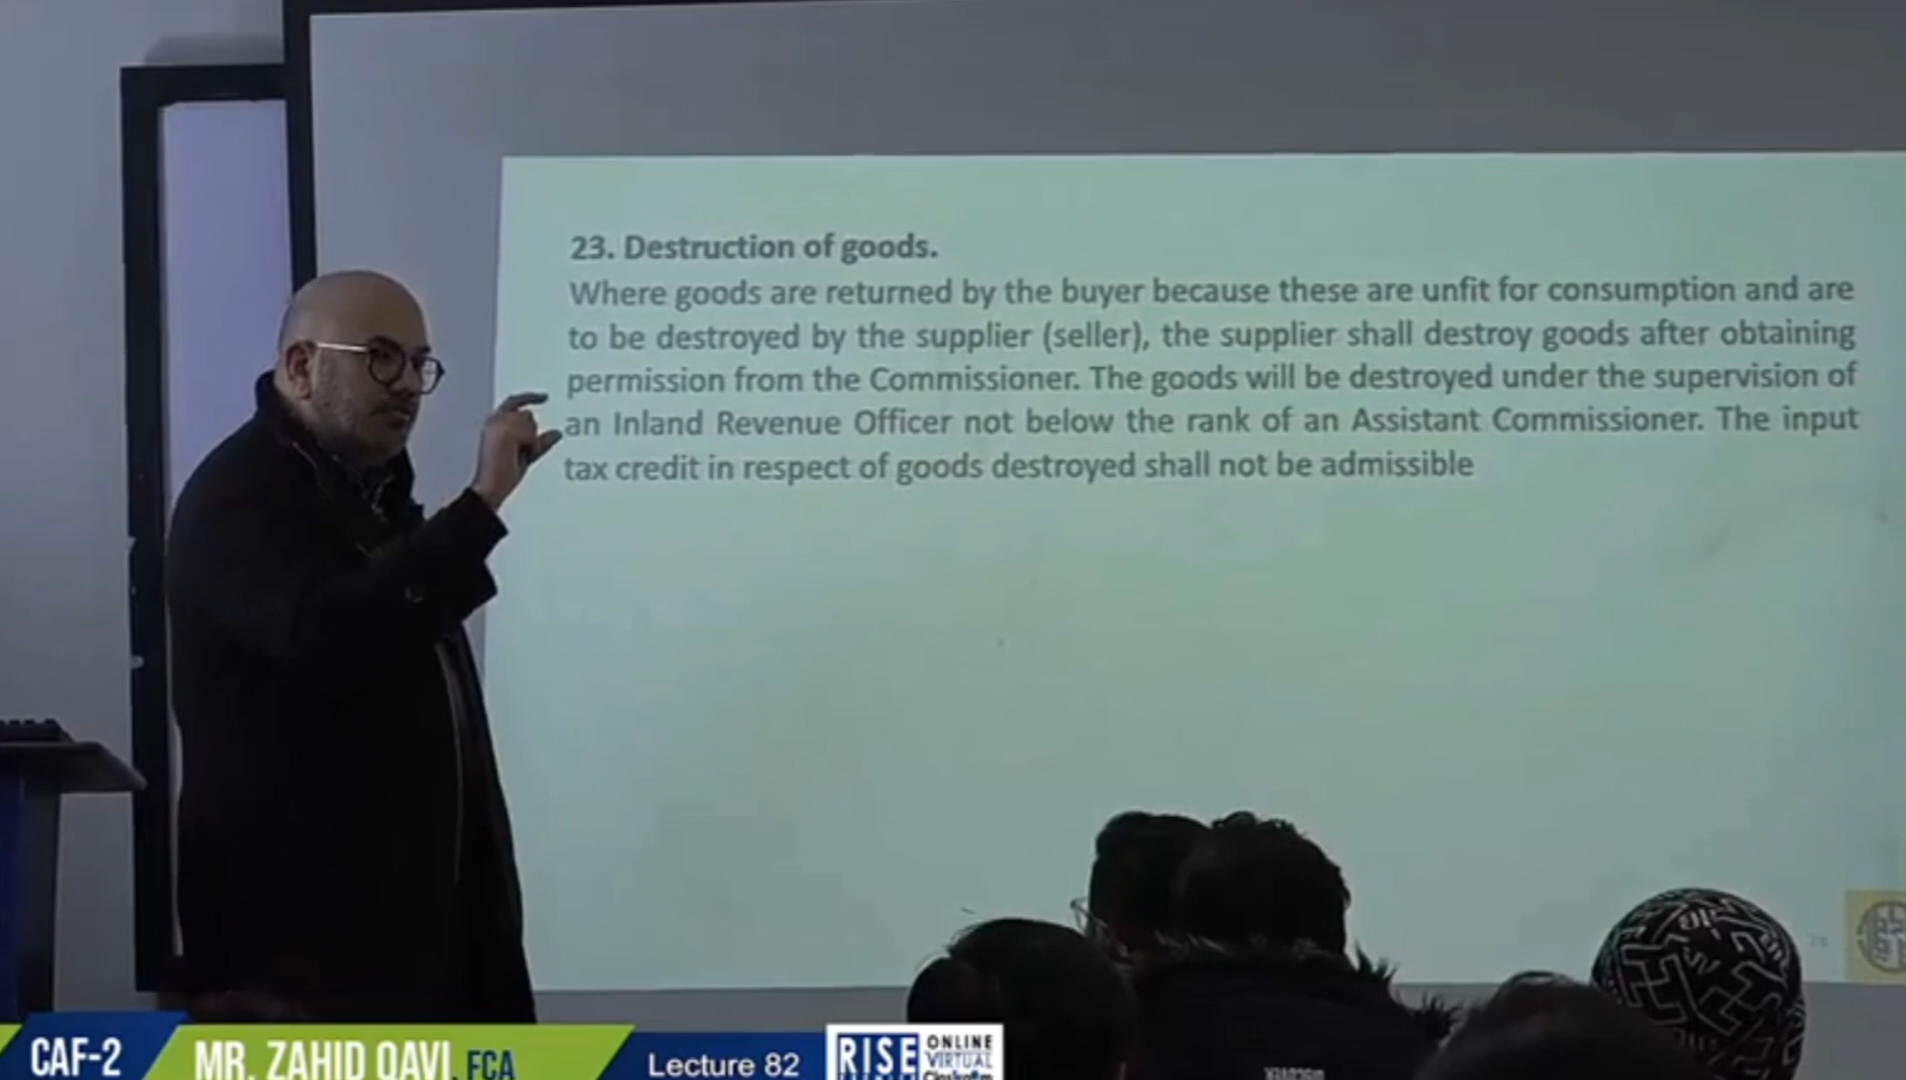 23. Destruction of goods.
Where goods are returned by the buyer because these are unfit for consumption and are
to be destroyed by the supplier (seller), the supplier shall destroy goods after obtaining
permission from the Commissioner. The goods will be destroyed under the supervision of
an Inland Revenue Officer not below the rank of an Assistant Commissioner. The input
tax credit in respect of goods destroyed shall not be admissible
CAF-2
MR. ZAHID QAVI, FCA
Lecture 82
RISE
ONLINE
VIRTUAL